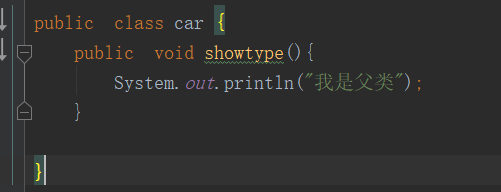 public  class car {
    public  void showtype(){
        System.out.println("我是父类");
    }
}